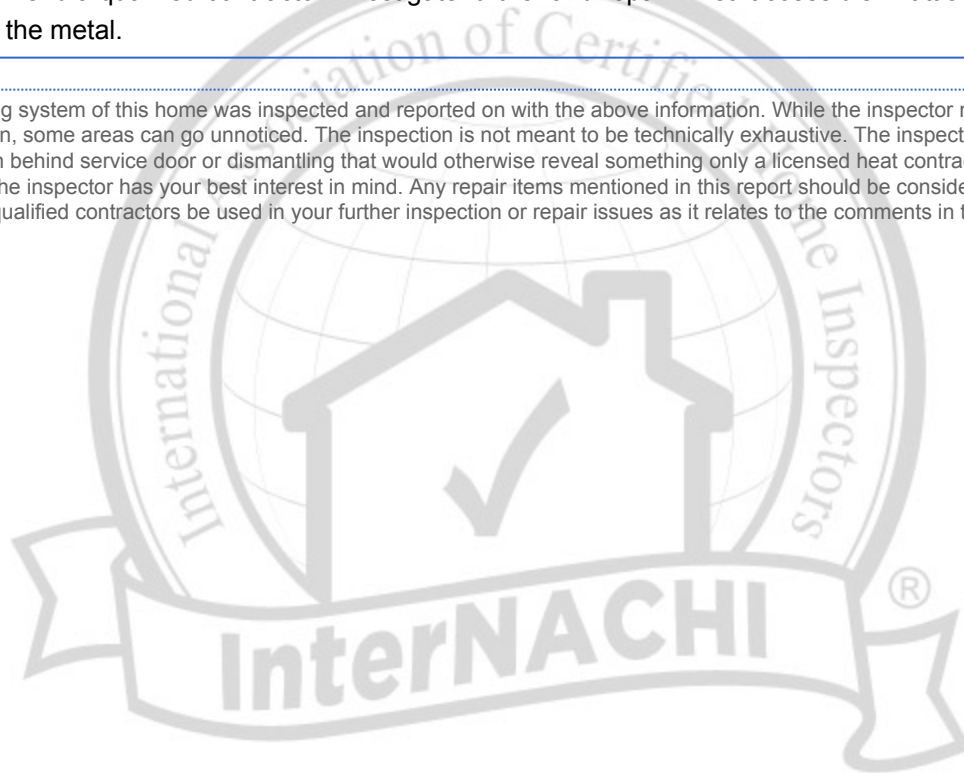 the metal.
g system of this home was inspected and reported on with the above information. While the inspector
n, some areas can go unnoticed. The inspection is not meant to be technically exhaustive. The inspect
behind service door or dismantling that would otherwise reveal something only a licensed heat contra
he inspector has your best interest in mind. Any repair items mentioned in this report should be conside
ualified contractors be used in your further inspection or repair issues as it relates to the comments in
International Association of Certified Home Inspectors
InterNACHI
®